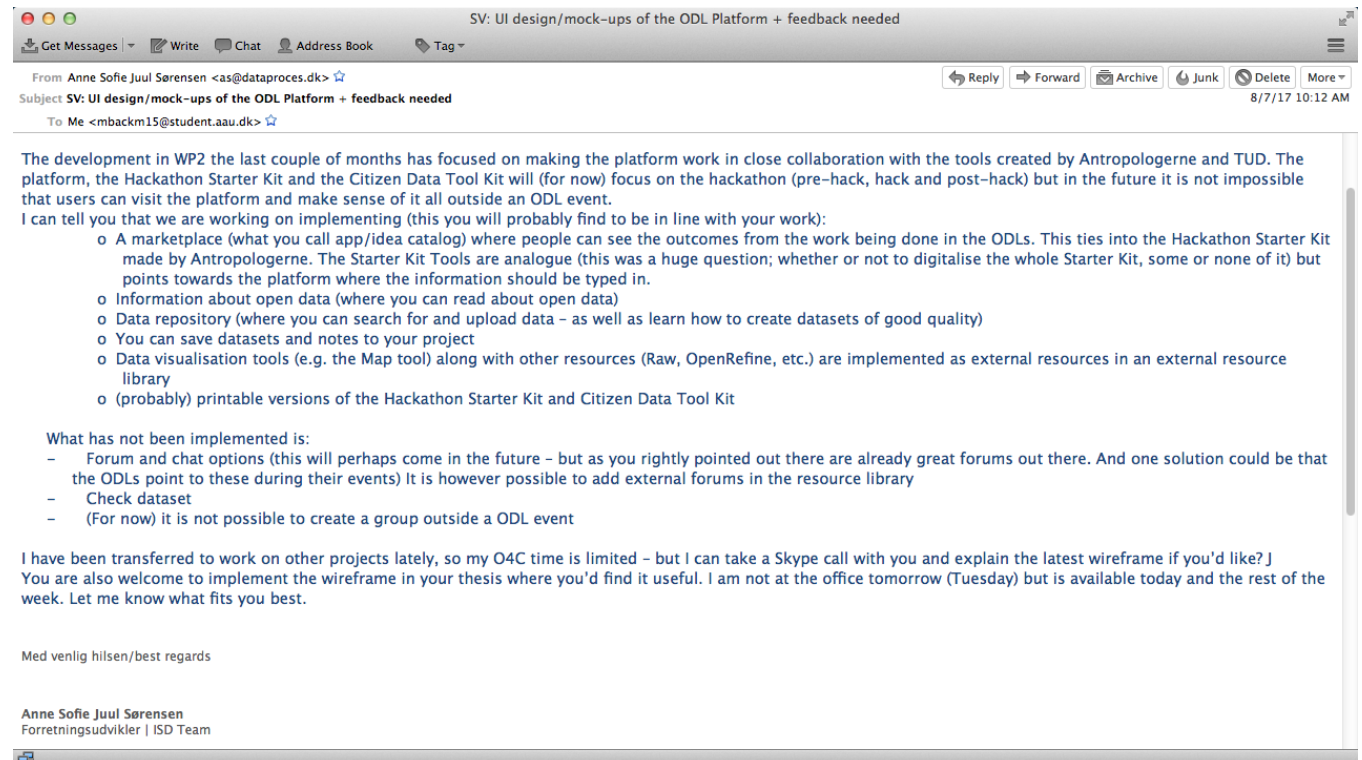 SV: UI design/mock-ups of the ODL Platform + feedback needed
Get Messages Write Chat Address Book Tag
From Anne Sofie Juul Sørensen <as@dataproces.dk> Reply Forward Archive Junk Delete More
Subject SV: UI design/mock-ups of the ODL Platform + feedback needed 8/7/17 10:12 AM
To Me <mbackm15@student.aau.dk>
The development in WP2 the last couple of months has focused on making the platform work in close collaboration with the tools created by Antropologerne and TUD. The
platform, the Hackathon Starter Kit and the Citizen Data Tool Kit will (for now) focus on the hackathon (pre-hack, hack and post-hack) but in the future it is not impossible
that users can visit the platform and make sense of it all outside an ODL event.
I can tell you that we are working on implementing (this you will probably find to be in line with your work):
o A marketplace (what you call app/idea catalog) where people can see the outcomes from the work being done in the ODLs. This ties into the Hackathon Starter Kit
made by Antropologerne. The Starter Kit Tools are analogue (this was a huge question; whether or not to digitalise the whole Starter Kit, some or none of it) but
points towards the platform where the information should be typed in.
o Information about open data (where you can read about open data)
o Data repository (where you can search for and upload data – as well as learn how to create datasets of good quality)
o You can save datasets and notes to your project
o Data visualisation tools (e.g. the Map tool) along with other resources (Raw, OpenRefine, etc.) are implemented as external resources in an external resource
library
o (probably) printable versions of the Hackathon Starter Kit and Citizen Data Tool Kit
What has not been implemented is:
– Forum and chat options (this will perhaps come in the future – but as you rightly pointed out there are already great forums out there. And one solution could be that
the ODLs point to these during their events) It is however possible to add external forums in the resource library
– Check dataset
– (For now) it is not possible to create a group outside a ODL event
I have been transferred to work on other projects lately, so my O4C time is limited – but I can take a Skype call with you and explain the latest wireframe if you'd like? J
You are also welcome to implement the wireframe in your thesis where you'd find it useful. I am not at the office tomorrow (Tuesday) but is available today and the rest of the
week. Let me know what fits you best.
Med venlig hilsen/best regards
Anne Sofie Juul Sørensen
Forretningsudvikler | ISD Team